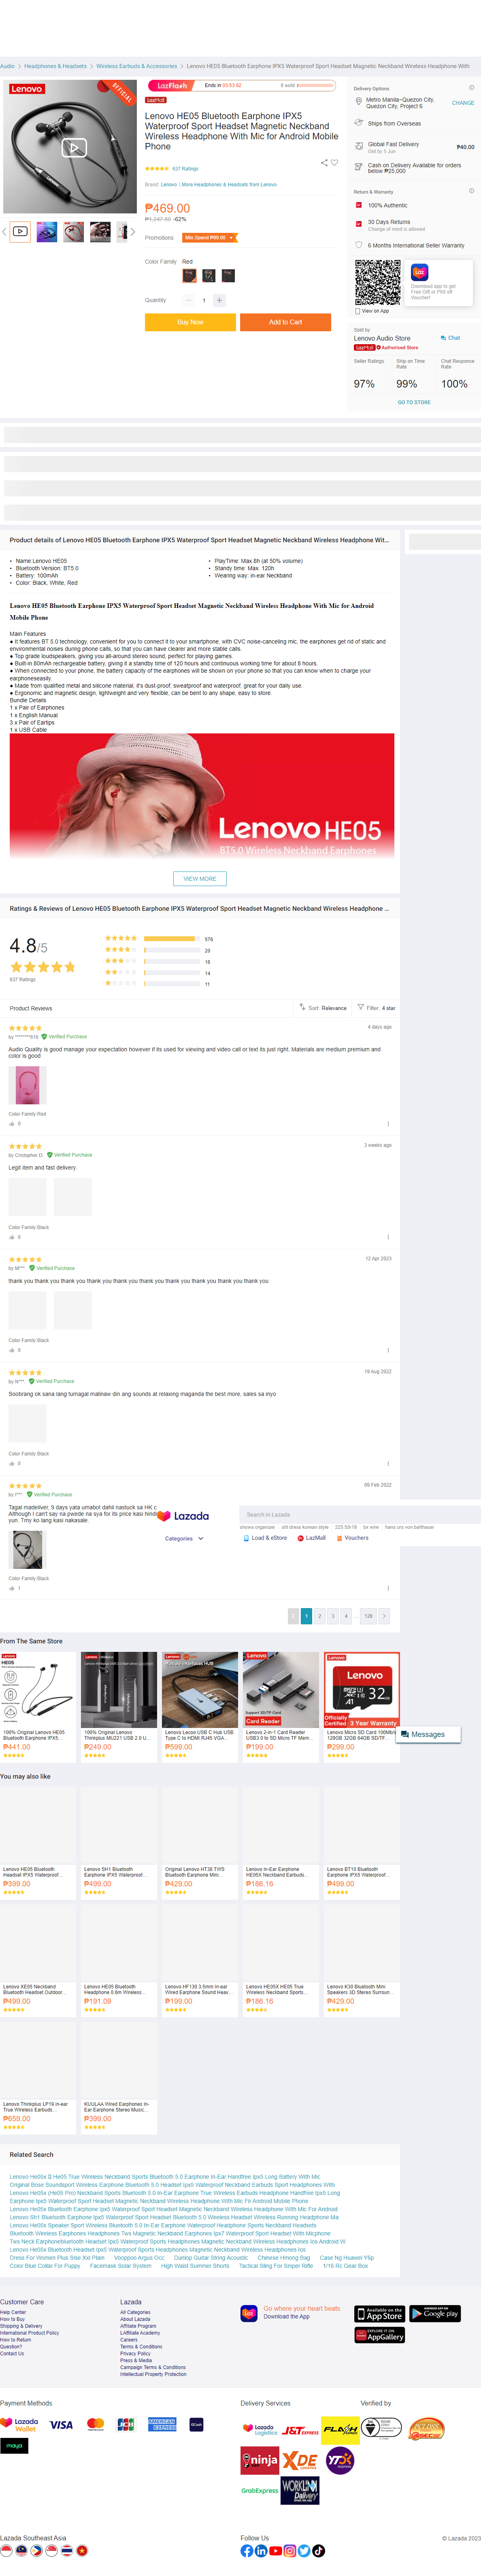 Audio > Headphones & Headsets > Wireless Earbuds & Accessories > Lenovo HE05 Bluetooth Earphone IPX5 Waterproof Sport Headset Magnetic Neckband Wireless Headphone With
Lenovo
OFFICIAL
LazFlash
Ends in 03:53:02
8 sold
LazMall
Lenovo HE05 Bluetooth Earphone IPX5
Waterproof Sport Headset Magnetic Neckband
Wireless Headphone With Mic for Android Mobile
Phone
637 Ratings
Brand: Lenovo | More Headphones & Headsets from Lenovo
₱469.00
₱1,247.50 -62%
Promotions
Min.Spend ₱99.00
Color Family Red
Quantity 1
Buy Now
Add to Cart
Delivery Options
Metro Manila~Quezon City,
Quezon City, Project 6
CHANGE
Ships from Overseas
Global Fast Delivery
₱40.00
Get by 5 Jun
Cash on Delivery Available for orders
below ₱25,000
Return & Warranty
100% Authentic
30 Days Returns
Change of mind is allowed
6 Months International Seller Warranty
Download app to get
Free Gift or P60 off
Voucher!
View on App
Sold by
Lenovo Audio Store
Chat
LazMall Authorised Store
Seller Ratings
Ship on Time
Rate
Chat Response
Rate
97%
99%
100%
GO TO STORE
Product details of Lenovo HE05 Bluetooth Earphone IPX5 Waterproof Sport Headset Magnetic Neckband Wireless Headphone Wit...
Name:Lenovo HE05
Bluetooth Version: BT5.0
Battery: 100mAh
Color: Black, White, Red
PlayTime: Max.8h (at 50% volume)
Standy time: Max. 120h
Wearing way: in-ear Neckband
Lenovo HE05 Bluetooth Earphone IPX5 Waterproof Sport Headset Magnetic Neckband Wireless Headphone With Mic for Android
Mobile Phone
Main Features
● It features BT 5.0 technology, convenient for you to connect it to your smartphone, with CVC noise-canceling mic, the earphones get rid of static and
environmental noises during phone calls, so that you can have clearer and more stable calls.
● Top grade loudspeakers, giving you all-around stereo sound, perfect for playing games.
● Built-in 80mAh rechargeable battery, giving it a standby time of 120 hours and continuous working time for about 8 hours.
● When connected to your phone, the battery capacity of the earphones will be shown on your phone so that you can know when to charge your
earphoneseasily.
● Made from qualified metal and silicone material, it's dust-proof, sweatproof and waterproof, great for your daily use.
● Ergonomic and magnetic design, lightweight and very flexible, can be bent to any shape, easy to store.
Bundle Details
1 x Pair of Earphones
1 x English Manual
3 x Pair of Eartips
1 x USB Cable
Lenovo HE05
BT5.0 Wireless Neckband Earphones
VIEW MORE
Ratings & Reviews of Lenovo HE05 Bluetooth Earphone IPX5 Waterproof Sport Headset Magnetic Neckband Wireless Headphone ...
4.8/5
637 Ratings
576
20
16
14
11
Product Reviews
Sort: Relevance
Filter: 4 star
4 days ago
Verified Purchase
Audio Quality is good manage your expectation however if its used for viewing and video call or text its just right. Materials are medium premium and
color is good
Color Family:Red
0
3 weeks ago
by Cristopher D. Verified Purchase
Legit item and fast delivery
Color Family:Black
0
12 Apr 2023
by M*** Verified Purchase
thank you thank you thank you thank you thank you thank you thank you thank you thank you thank you
Color Family:Black
0
19 Aug 2022
Verified Purchase
Soobrang ok sana lang tumagal malinaw din ang sounds at relaxing maganda the best more, sales sa inyo
Color Family:Black
0
09 Feb 2022
Verified Purchase
Tagal madeliver, 9 days yata umabot dahil nastuck sa HK c
Although I cant say na pwede na sya for its price kasi hindi
yun. Tmy ko lang kasi nakasale.
Color Family:Black
1
Lazada
Categories
Search in Lazada
shoes organizer
225 55r18
hans urs von balthasar
Load & eStore
LazMall
Vouchers
1 2 3 4 ... 128
From The Same Store
100% Original Lenovo HE05
Bluetooth Earphone IPX5...
₱441.00
100% Original Lenovo
Thinkplus MU221 USB 2.0 U...
₱249.00
Lenovo Lecoo USB C Hub USB
Type C to HDMI RJ45 VGA...
₱599.00
Lenovo 2-in-1 Card Reader
USB3.0 to SD Micro TF Mem...
₱199.00
Lenovo Micro SD Card 100Mb/s
128GB 32GB 64GB SD/TF...
₱299.00
Messages
You may also like
Lenovo HE05 Bluetooth
Headset IPX5 Waterproof...
₱399.00
Lenovo SH1 Bluetooth
Earphone IPX5 Waterproof...
₱499.00
Original Lenovo HT38 TWS
Bluetooth Earphone Mini...
₱429.00
Lenovo In-Ear Earphone
HE05X Neckband Earbuds...
₱186.16
Lenovo BT10 Bluetooth
Earphone IPX5 Waterproof...
₱499.00
Lenovo XE05 Neckband
Bluetooth Headset Outdoor...
₱499.00
Lenovo HE05 Bluetooth
Headphone 0.6m Wireless...
₱191.09
Lenovo HF130 3.5mm In-ear
Wired Earphone Sound Heav...
₱199.00
Lenovo HE05X HE05 True
Wireless Neckband Sports...
₱186.16
Lenovo K30 Bluetooth Mini
Speakers 3D Stereo Surroun...
₱429.00
Lenovo Thinkplus LP19 in-ear
True Wireless Earbuds...
₱659.00
KUULAA Wired Earphones In-
Ear Earphone Stereo Music...
₱399.00
Related Search
Lenovo He05x Ⅱ He05 True Wireless Neckband Sports Bluetooth 5.0 Earphone In-Ear Handfree Ipx5 Long Battery With Mic
Original Bose Soundsport Wireless Earphone Bluetooth 5.0 Headset Ipx5 Waterproof Neckband Earbuds Sport Headphones With
Lenovo He05x (He05 Pro) Neckband Sports Bluetooth 5.0 In-Ear Earphone True Wireless Earbuds Headphone Handfree Ipx5 Long
Earphone Ipx5 Waterproof Sport Headset Magnetic Neckband Wireless Headphone With Mic For Android Mobile Phone
Lenovo He05x Bluetooth Earphone Ipx5 Waterproof Sport Headset Magnetic Neckband Wireless Headphone With Mic For Android
Lenovo Sh1 Bluetooth Earphone Ipx5 Waterproof Sport Headset Bluetooth 5.0 Wireless Headset Wireless Running Headphone Ma
Lenovo He05x Speaker Sport Wireless Bluetooth 5.0 In-Ear Earphone Waterproof Headphone Sports Neckband Headsets
Bluetooth Wireless Earphones Headphones Tws Magnetic Neckband Earphones Ipx7 Waterproof Sport Headset With Micphone
Tws Neck Earphonebluetooth Headset Ipx5 Waterproof Sports Headphones Magnetic Neckband Wireless Headphones Ios Android W
Lenovo He05x Bluetooth Headset Ipx5 Waterproof Sports Headphones Magnetic Neckband Wireless Headphones Ios
Dress For Women Plus Sise Xxl Plain Vooppoo Argus Gcc Dunlop Guitar String Acoustic Chinese Hmong Bag Case Ng Huawei Y5p
Color Blue Collar For Puppy Facemask Solar System High Waist Summer Shorts Tactical Sling For Sniper Rifle 1/16 Rc Gear Box
Customer Care
Help Center
How to Buy
Shipping & Delivery
International Product Policy
How to Return
Question?
Contact Us
Lazada
All Categories
About Lazada
Affiliate Program
LAffiliate Academy
Careers
Terms & Conditions
Privacy Policy
Press & Media
Campaign Terms & Conditions
Intellectual Property Protection
Go where your heart beats
Download the App
Available on the
App Store
Google play
EXPLORE IT ON
AppGallery
Payment Methods
Lazada
Wallet
VISA
JCB
AMERICAN EXPRESS
GCash
maya
Delivery Services
Lazada Logistics
J&T EXPRESS
FLASH
ninja van
XDE LOGISTICS
GrabExpress
WORKLINK Delivery
Verified by
Lazada Southeast Asia
Follow Us
© Lazada 2023